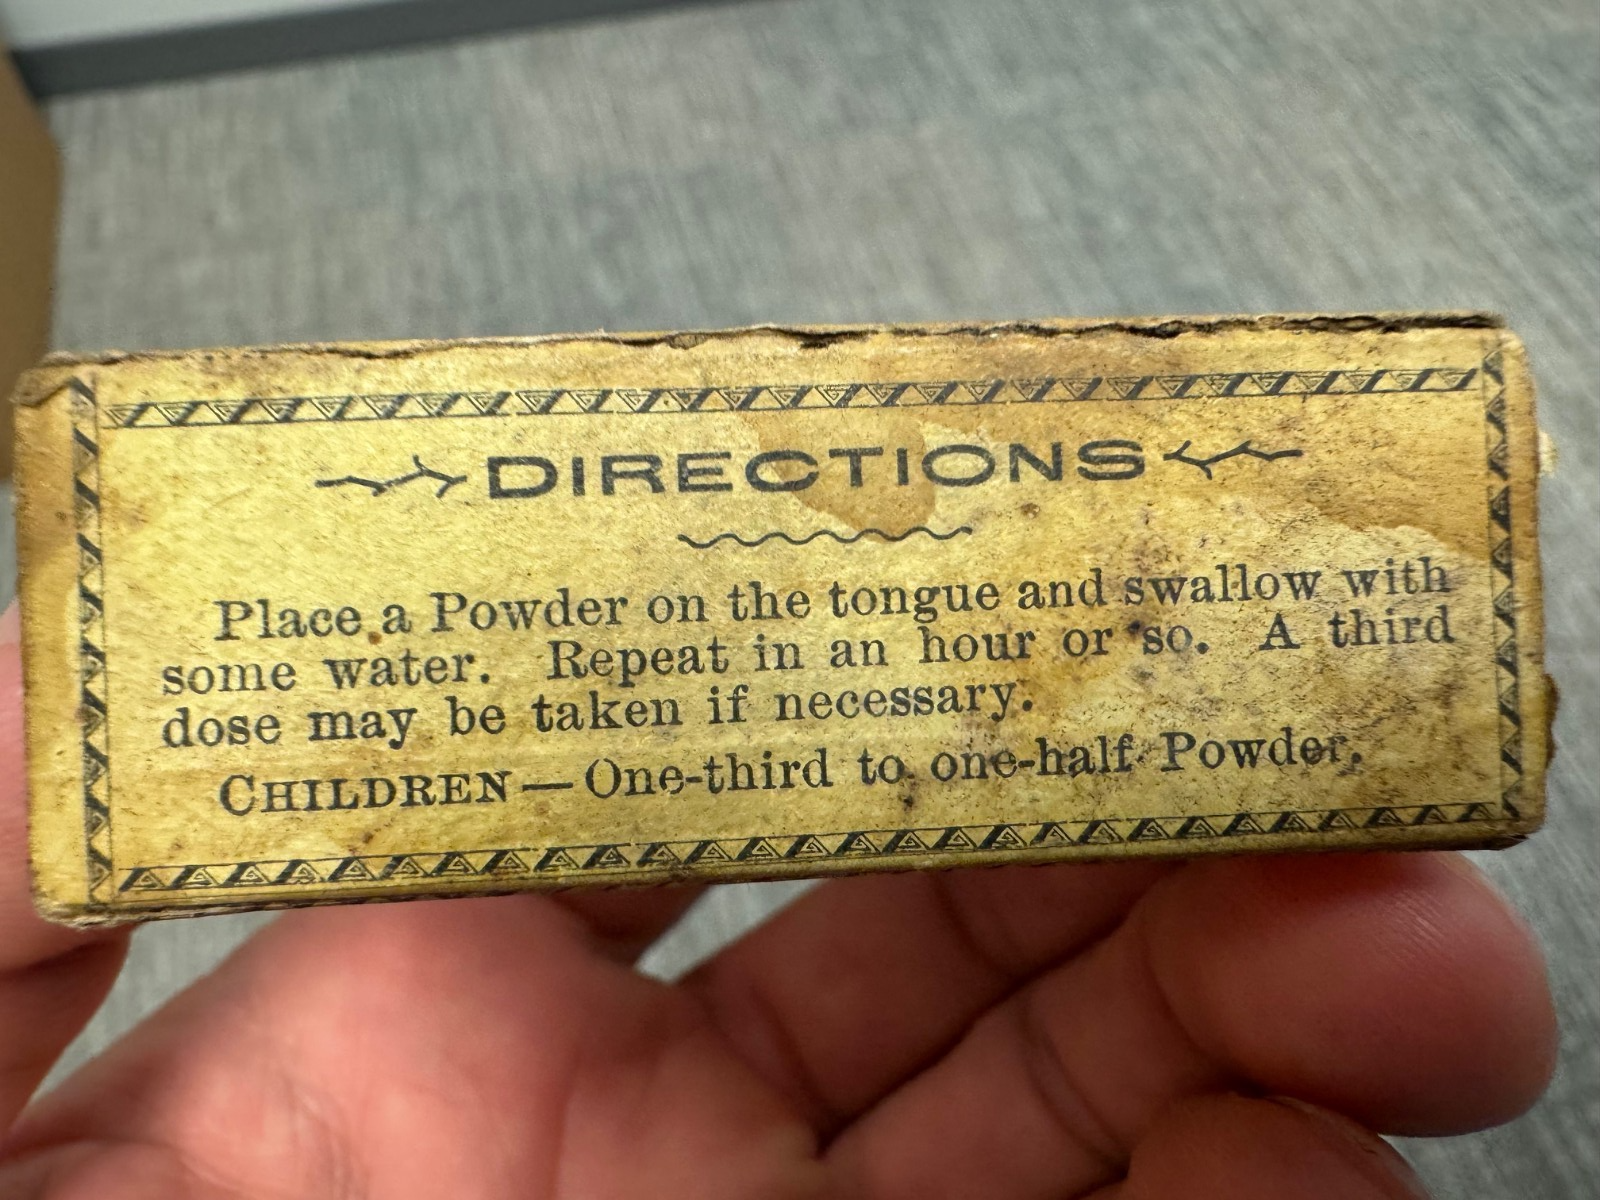 DIRECTIONS
Place a Powder on the tongue and swallow with
some water. Repeat in an hour or so. A third
dose may be taken if necessary.
CHILDREN — One-third to one-half Powder.